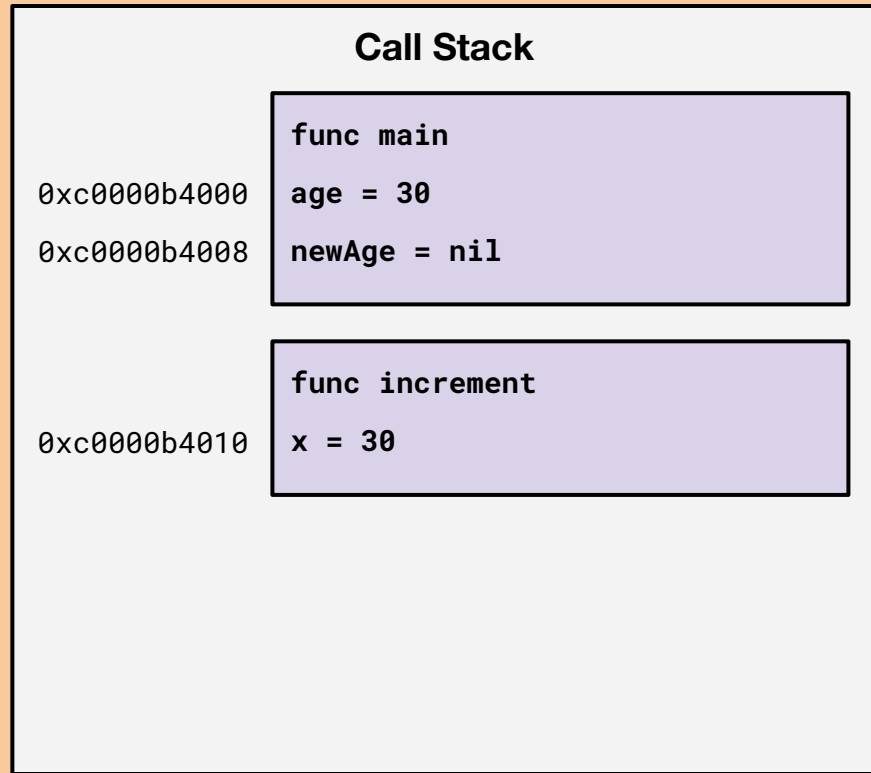 Call Stack
func main
0xc0000b4000 age = 30
0xc0000b4008 newAge = nil
func increment
0xc0000b4010 x = 30